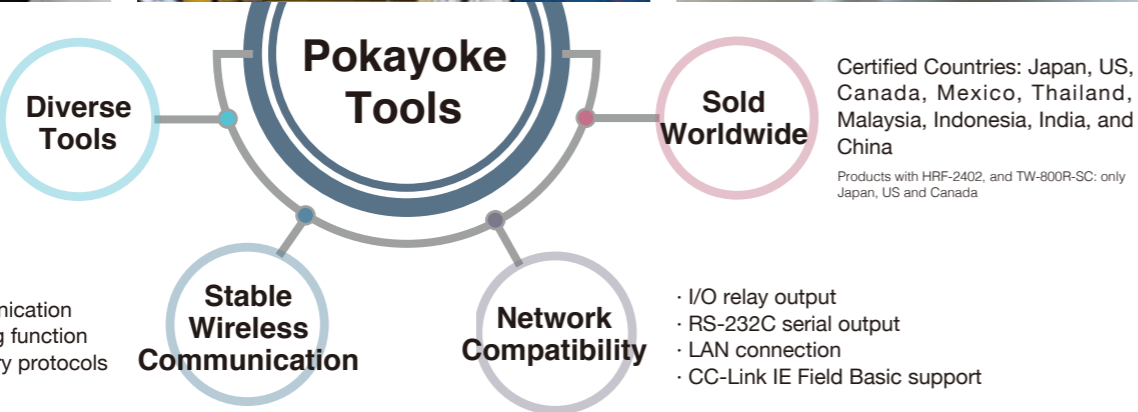 Pokayoke
Tools
Diverse
Tools
Sold
Worldwide
Certified Countries: Japan, US,
Canada, Mexico, Thailand,
Malaysia, Indonesia, India, and
China
Products with HRF-2402, and TW-800R-SC: only
Japan, US and Canada
function
protocols
Stable
Wireless
Communication
Network
Compatibility
· I/O relay output
· RS-232C serial output
· LAN connection
· CC-Link IE Field Basic support